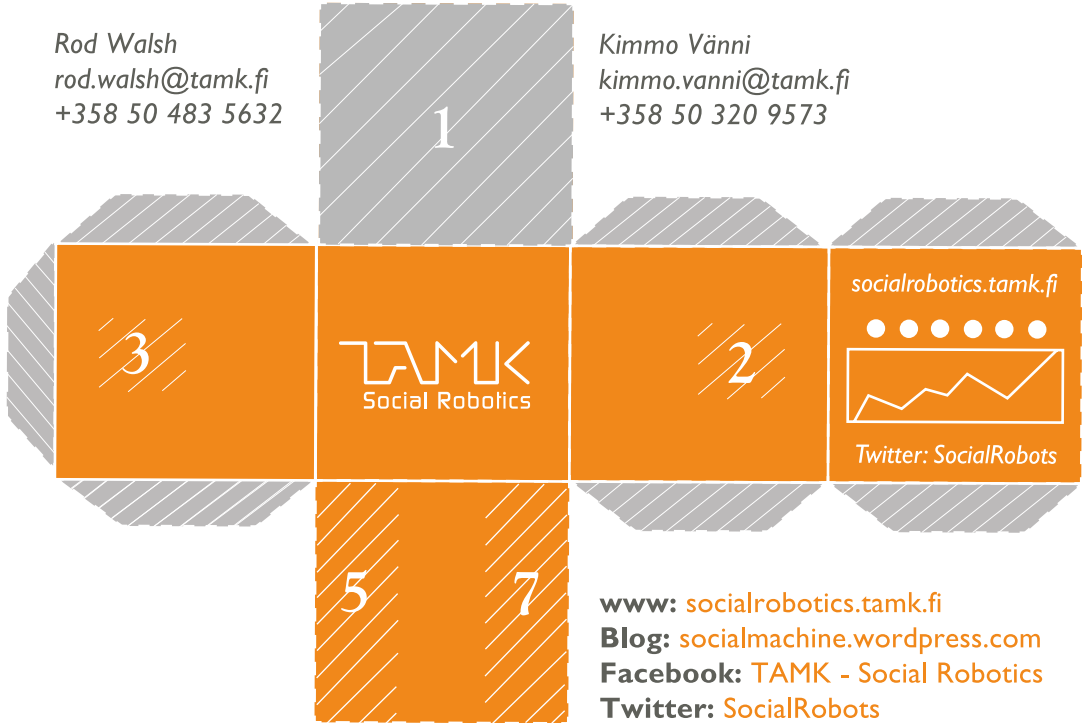 Rod Walsh
rod.walsh@tamk.fi
+358 50 483 5632
Kimmo Vänni
kimmo.vanni@tamk.fi
+358 50 320 9573
1
3
TAMK
Social Robotics
2
socialrobotics.tamk.fi
Twitter: SocialRobots
5
7
www: socialrobotics.tamk.fi
Blog: socialmachine.wordpress.com
Facebook: TAMK - Social Robotics
Twitter: SocialRobots